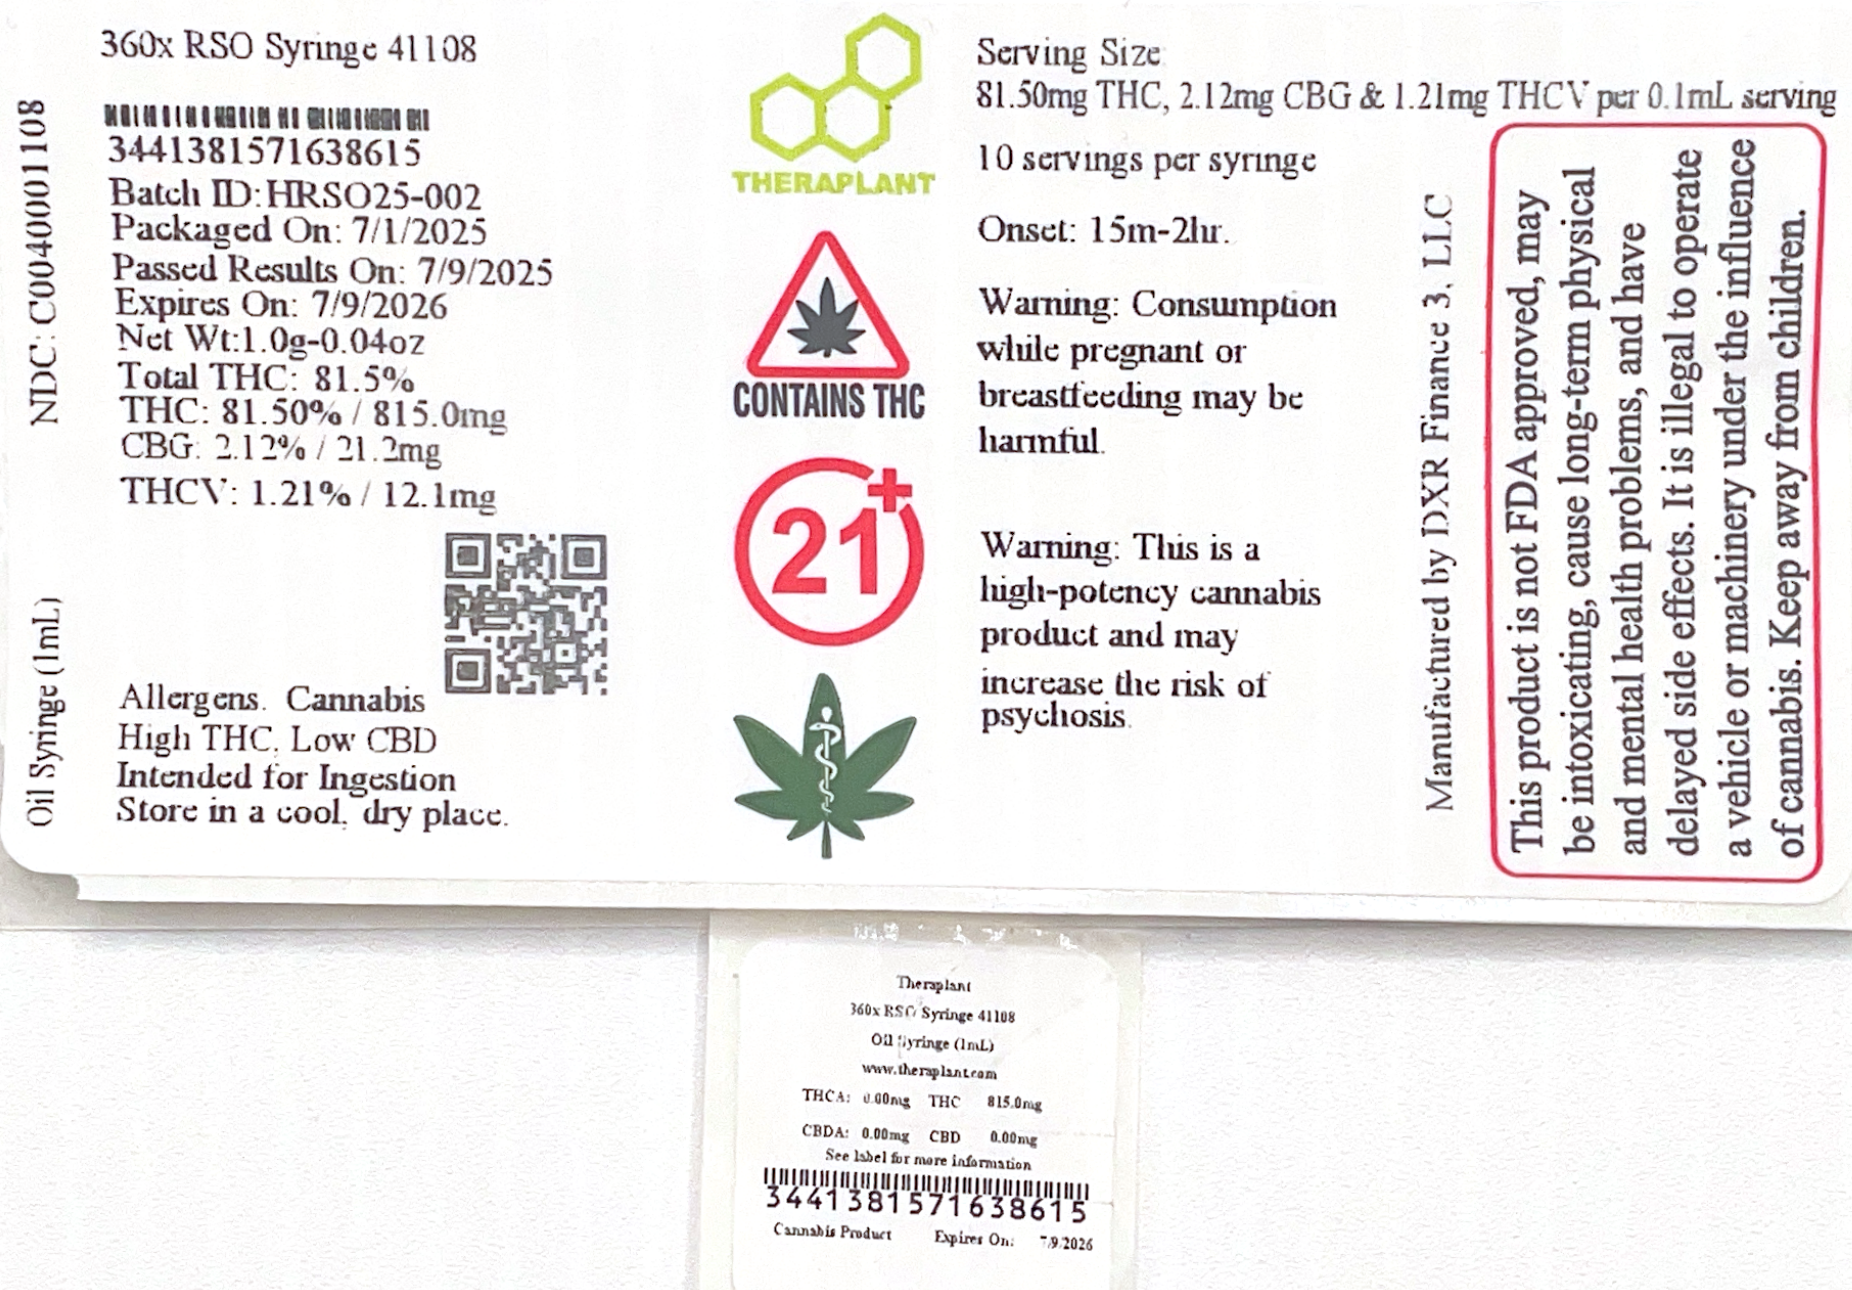 360x RSO Syringe 41108
3441381571638615
Batch ID:HRSO25-002
Packaged On: 7/1/2025
Passed Results On: 7/9/2025
Expires On: 7/9/2026
Net Wt:1.0g-0.04oz
Total THC: 81.5%
THC: 81.50% / 815.0mg
CBG: 2.12% / 21.2mg
THCV: 1.21% / 12.1mg
Allergens. Cannabis
High THC, Low CBD
Intended for Ingestion
Store in a cool, dry place.
NDC: C0040001108
Oil Syringe (1mL)
THERAPLANT
CONTAINS THC
21+
Serving Size
81.50mg THC, 2.12mg CBG & 1.21mg THCV per 0.1mL serving
10 servings per syringe
Onset: 15m-2hr.
Warning: Consumption
while pregnant or
breastfeeding may be
harmful.
Warning: This is a
high-potency cannabis
product and may
increase the risk of
psychosis.
Manufactured by DXR Finance 3, LLC
This product is not FDA approved, may
be intoxicating, cause long-term physical
and mental health problems, and have
delayed side effects. It is illegal to operate
a vehicle or machinery under the influence
of cannabis. Keep away from children.
Theraplant
360x RSO Syringe 41108
Oil Syringe (1mL)
www.theraplant.com
THCA: 0.00mg THC 815.0mg
CBDA: 0.00mg CBD 0.00mg
See label for more information
3441381571638615
Cannabis Product Expires On: 7/9/2026